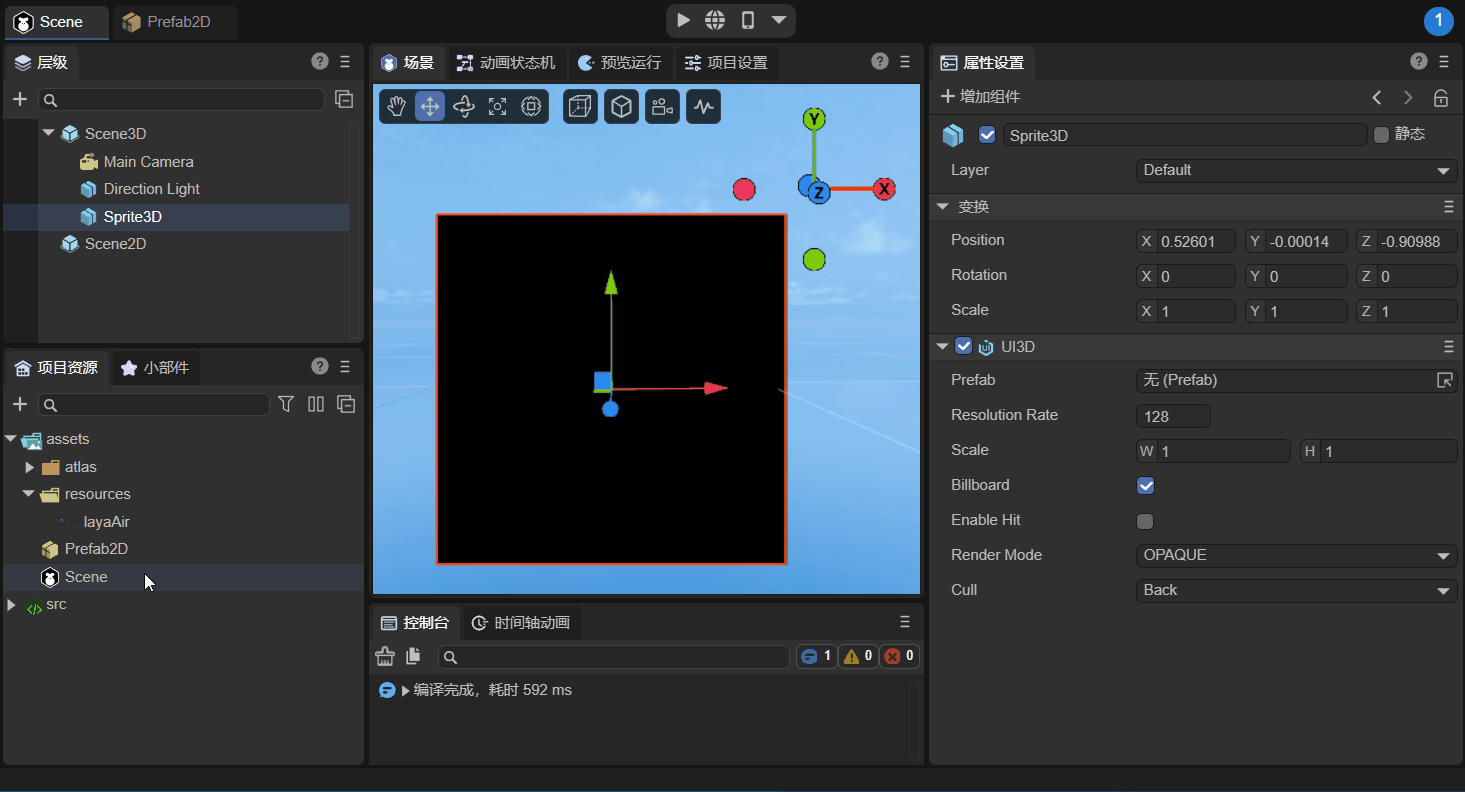 Scene
Prefab2D
1
层级
Scene3D
Main Camera
Direction Light
Sprite3D
Scene2D
项目资源
小部件
assets
atlas
resources
layaAir
Prefab2D
Scene
src
场景
动画状态机
预览运行
项目设置
Y
X
Z
控制台
时间轴动画
1
0
0
编译完成，耗时 592 ms
属性设置
增加组件
Sprite3D
静态
Layer
Default
变换
Position X 0.52601 Y -0.00014 Z -0.90988
Rotation X 0 Y 0 Z 0
Scale X 1 Y 1 Z 1
UI3D
Prefab 无 (Prefab)
Resolution Rate 128
Scale W 1 H 1
Billboard
Enable Hit
Render Mode OPAQUE
Cull Back